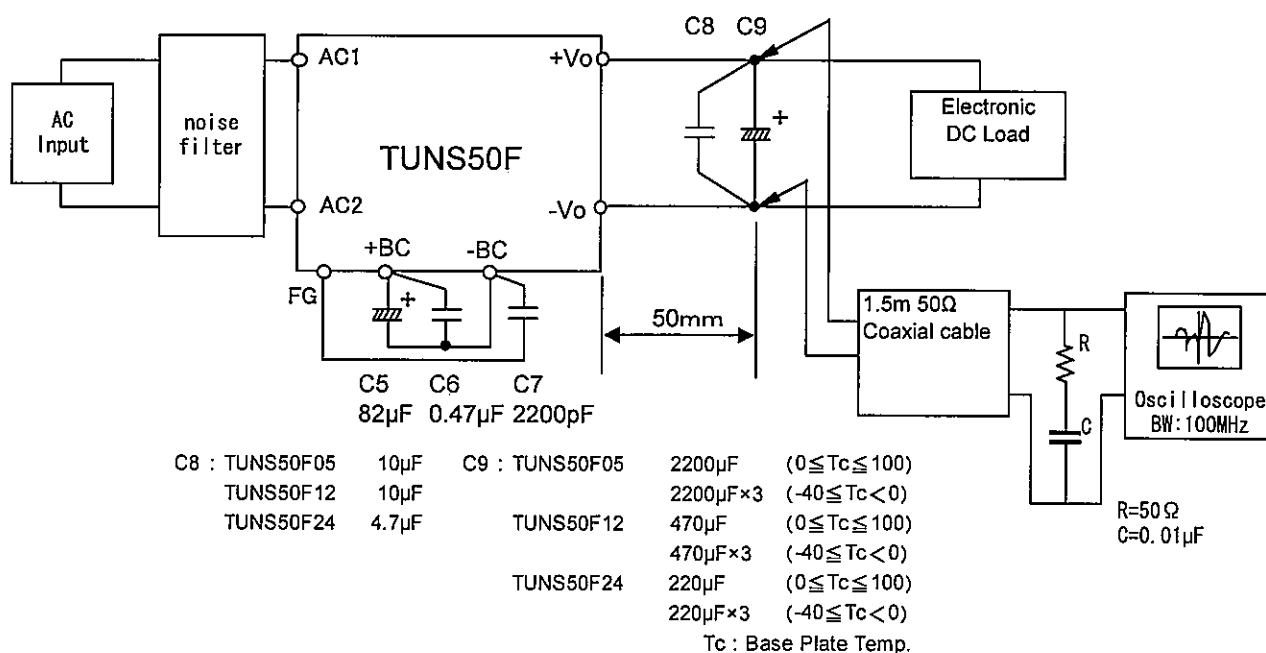 C8 C9
AC1
+Vo
AC
Input
noise
filter
Electronic
DC Load
+
TUNS50F
AC2
-Vo
+BC
-BC
FG
+
50mm
1.5m 50Ω
Coaxial cable
R
C
Oscilloscope
BW:100MHz
C5 C6 C7
82μF 0.47μF 2200pF
C8 : TUNS50F05 10μF
TUNS50F12 10μF
TUNS50F24 4.7μF
C9 : TUNS50F05 2200μF (0≦Tc≦100)
2200μF×3 (-40≦Tc<0)
TUNS50F12 470μF (0≦Tc≦100)
470μF×3 (-40≦Tc<0)
TUNS50F24 220μF (0≦Tc≦100)
220μF×3 (-40≦Tc<0)
Tc : Base Plate Temp.
R=50Ω
C=0.01μF